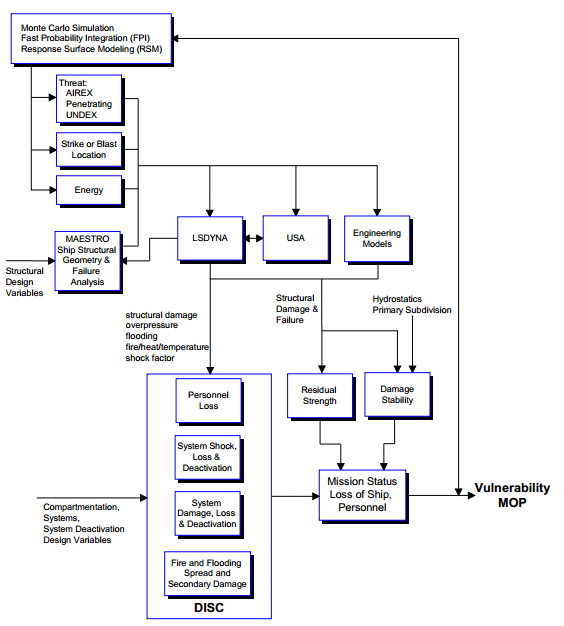 Monte Carlo Simulation
Fast Probability Integration (FPI)
Response Surface Modeling (RSM)
Threat:
AIREX
Penetrating
UNDEX
Strike or Blast
Location
Energy
MAESTRO
Ship Structural
Geometry &
Failure
Analysis
LSDYNA
USA
Engineering
Models
Structural
Design
Variables
structural damage
overpressure
flooding
fire/heat/temperature
shock factor
Structural
Damage &
Failure
Hydrostatics
Primary Subdivision
Personnel
Loss
Residual
Strength
Damage
Stability
System Shock,
Loss &
Deactivation
Mission Status
Loss of Ship,
Personnel
Vulnerability
MOP
Compartmentation,
Systems,
System Deactivation
Design Variables
System
Damage, Loss
& Deactivation
Fire and Flooding
Spread and
Secondary Damage
DISC